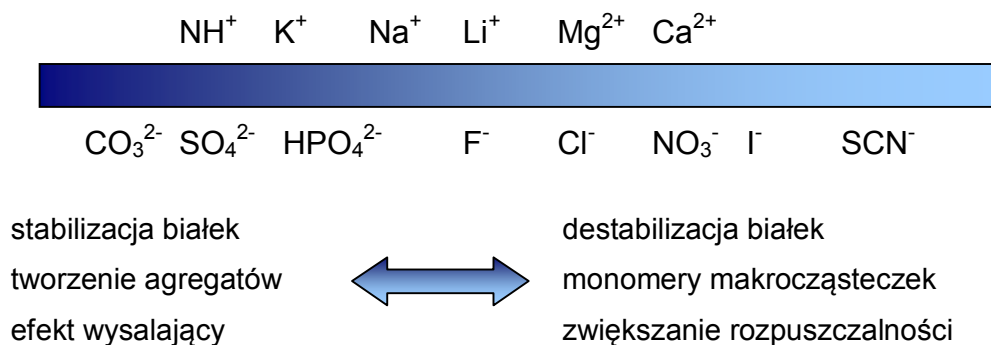 NH⁺ K⁺ Na⁺ Li⁺ Mg²⁺ Ca²⁺
CO₃²⁻ SO₄²⁻ HPO₄²⁻ F⁻ Cl⁻ NO₃⁻ I⁻ SCN⁻
stabilizacja białek
tworzenie agregatów
efekt wysalający
destabilizacja białek
monomery makrocząsteczek
zwiększanie rozpuszczalności